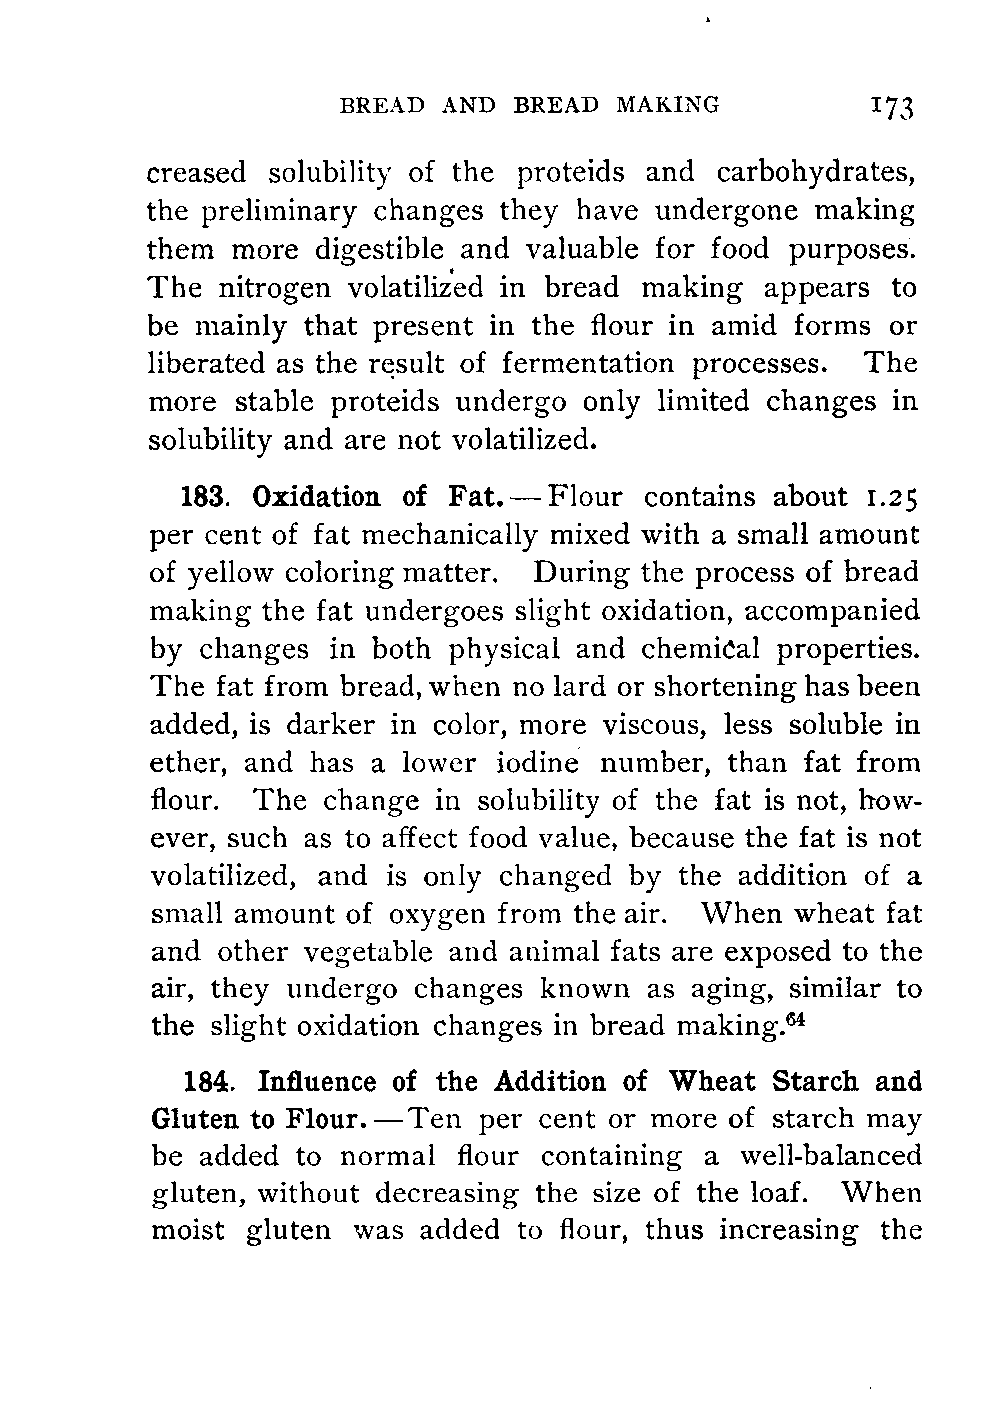 BREAD AND BREAD MAKING 173
creased solubility of the proteids and carbohydrates,
the preliminary changes they have undergone making
them more digestible and valuable for food purposes.
The nitrogen volatilized in bread making appears to
be mainly that present in the flour in amid forms or
liberated as the result of fermentation processes. The
more stable proteids undergo only limited changes in
solubility and are not volatilized.
183. Oxidation of Fat. — Flour contains about 1.25
per cent of fat mechanically mixed with a small amount
of yellow coloring matter. During the process of bread
making the fat undergoes slight oxidation, accompanied
by changes in both physical and chemical properties.
The fat from bread, when no lard or shortening has been
added, is darker in color, more viscous, less soluble in
ether, and has a lower iodine number, than fat from
flour. The change in solubility of the fat is not, how-
ever, such as to affect food value, because the fat is not
volatilized, and is only changed by the addition of a
small amount of oxygen from the air. When wheat fat
and other vegetable and animal fats are exposed to the
air, they undergo changes known as aging, similar to
the slight oxidation changes in bread making.⁶⁴
184. Influence of the Addition of Wheat Starch and
Gluten to Flour. — Ten per cent or more of starch may
be added to normal flour containing a well-balanced
gluten, without decreasing the size of the loaf. When
moist gluten was added to flour, thus increasing the